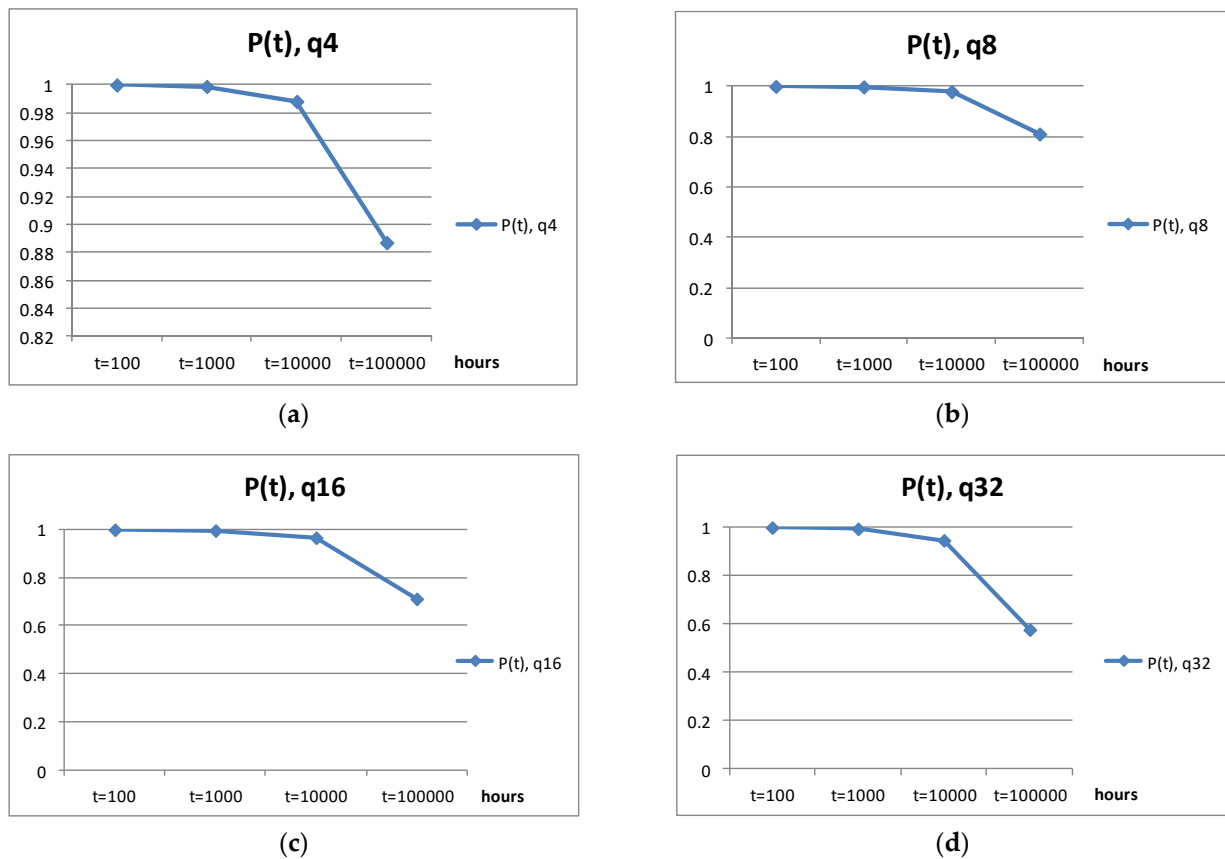 P(t), q4
1
0.98
0.96
0.94
0.92
0.9
0.88
0.86
0.84
0.82
P(t), q4
t=100 t=1000 t=10000 t=100000 hours
(a)
P(t), q8
1
0.8
0.6
0.4
0.2
0
P(t), q8
t=100 t=1000 t=10000 t=100000 hours
(b)
P(t), q16
1
0.8
0.6
0.4
0.2
0
P(t), q16
t=100 t=1000 t=10000 t=100000 hours
(c)
P(t), q32
1
0.8
0.6
0.4
0.2
0
P(t), q32
t=100 t=1000 t=10000 t=100000 hours
(d)